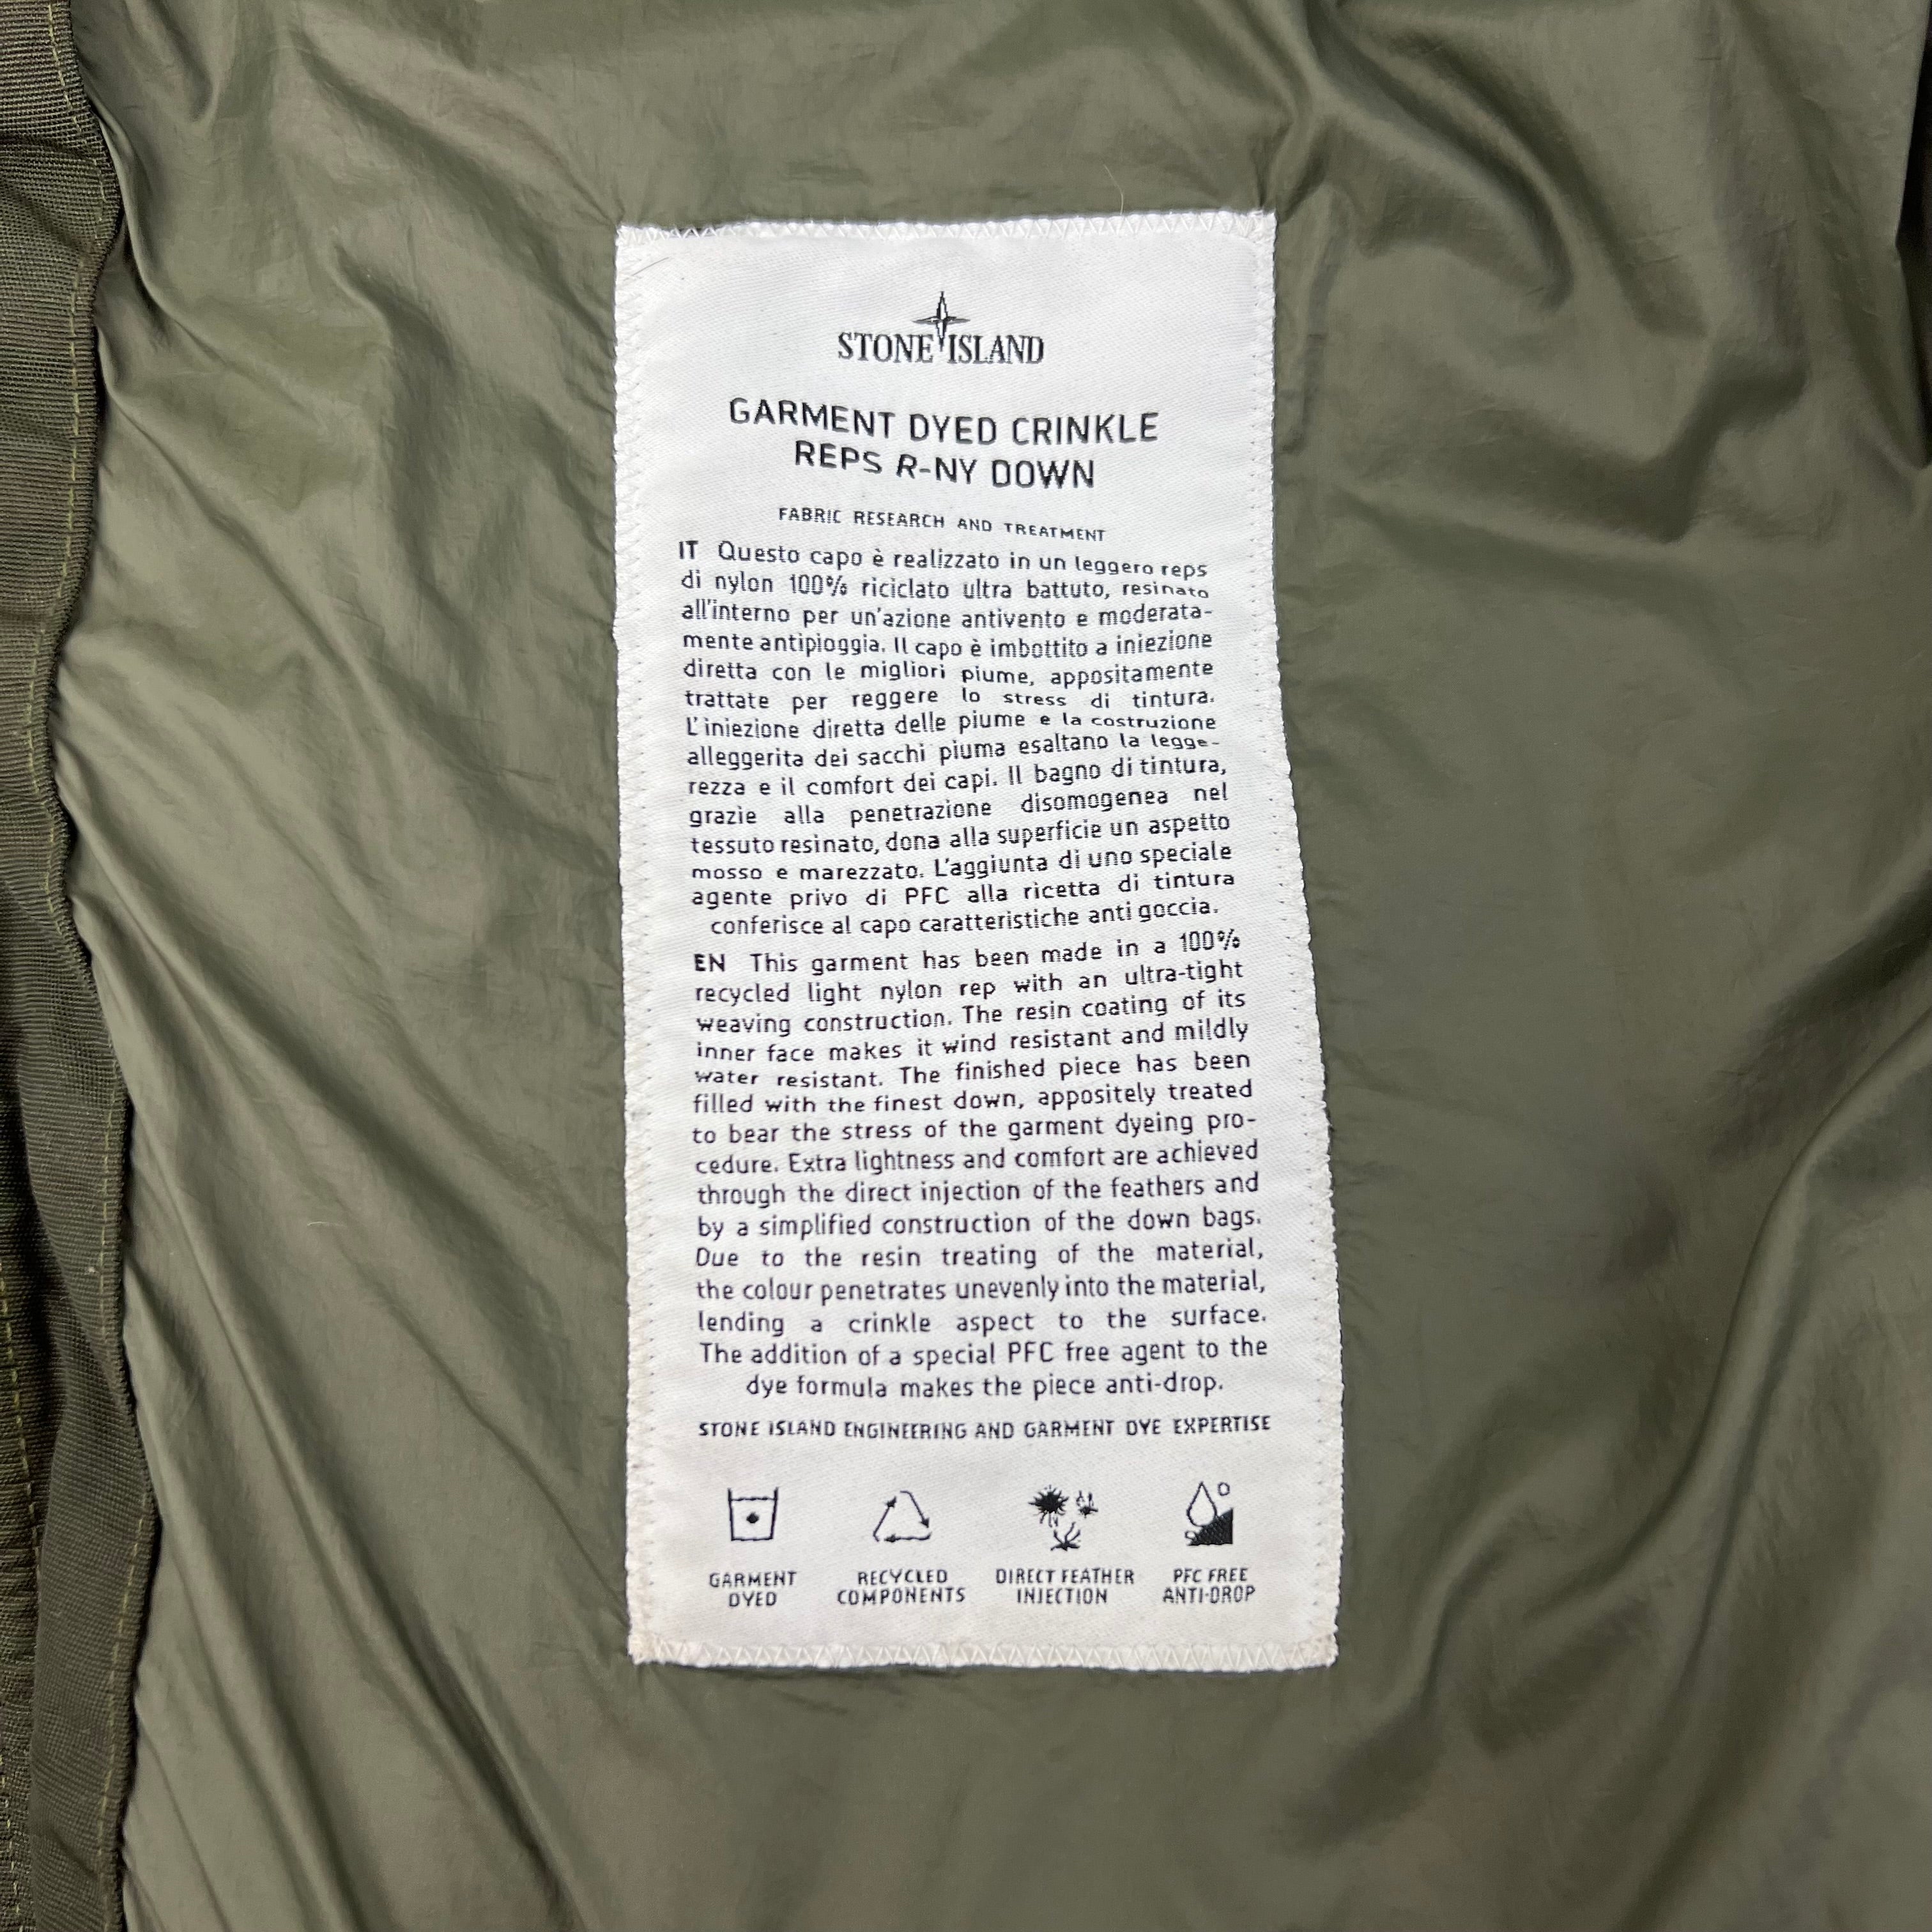 STONE ISLAND
GARMENT DYED CRINKLE
REPS R-NY DOWN
FABRIC RESEARCH AND TREATMENT
IT Questo capo è realizzato in un leggero reps
di nylon 100% riciclato ultra battuto, resinato
all'interno per un'azione antivento e moderata-
mente antipioggia. Il capo è imbottito a iniezione
diretta con le migliori piume, appositamente
trattate per reggere lo stress di tintura.
L'iniezione diretta delle piume e la costruzione
alleggerita dei sacchi piuma esaltano la legge-
rezza e il comfort dei capi. Il bagno di tintura,
grazie alla penetrazione disomogenea nel
tessuto resinato, dona alla superficie un aspetto
mosso e marezzato. L'aggiunta di uno speciale
agente privo di PFC alla ricetta di tintura
conferisce al capo caratteristiche anti goccia.
EN This garment has been made in a 100%
recycled light nylon rep with an ultra-tight
weaving construction. The resin coating of its
inner face makes it wind resistant and mildly
water resistant. The finished piece has been
filled with the finest down, appositely treated
to bear the stress of the garment dyeing pro-
cedure. Extra lightness and comfort are achieved
through the direct injection of the feathers and
by a simplified construction of the down bags.
Due to the resin treating of the material,
the colour penetrates unevenly into the material,
lending a crinkle aspect to the surface.
The addition of a special PFC free agent to the
dye formula makes the piece anti-drop.
STONE ISLAND ENGINEERING AND GARMENT DYE EXPERTISE
GARMENT
DYED
RECYCLED
COMPONENTS
DIRECT FEATHER
INJECTION
PFC FREE
ANTI-DROP